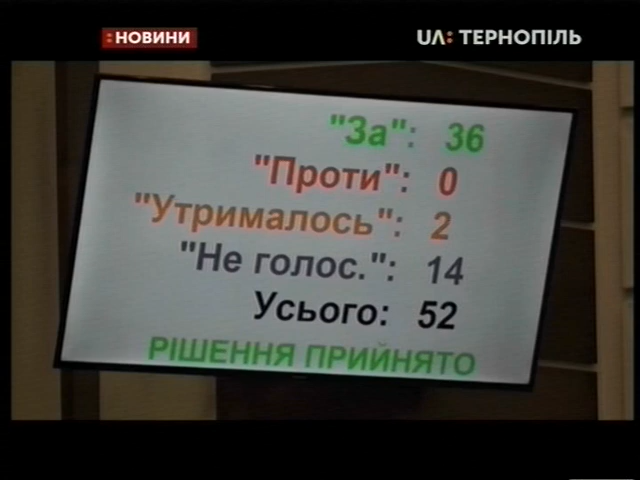 :НОВИНИ
UA: ТЕРНОПІЛЬ
"За": 36
"Проти": 0
"Утрималось": 2
"Не голос.": 14
Усього: 52
РІШЕННЯ ПРИЙНЯТО